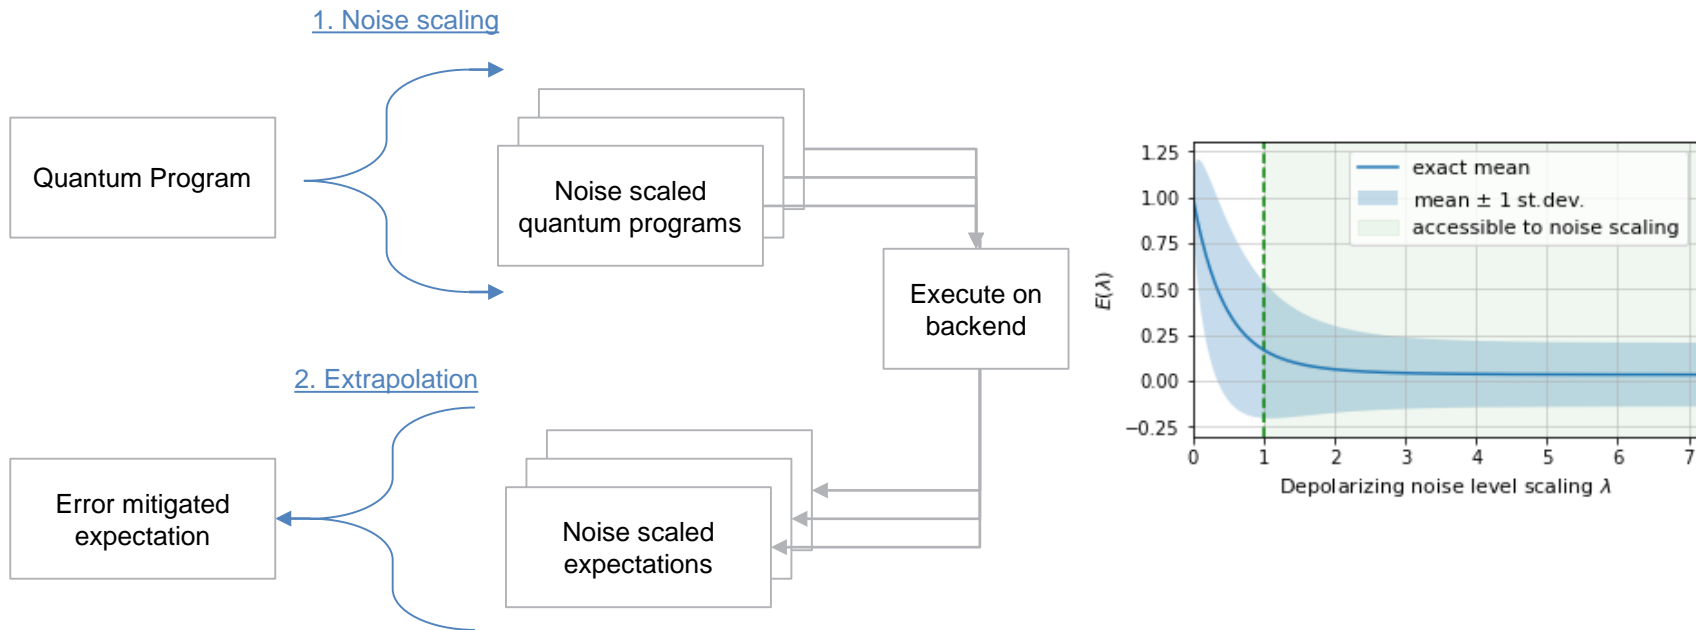 1. Noise scaling
Quantum Program
Noise scaled
quantum programs
Execute on
backend
2. Extrapolation
Error mitigated
expectation
Noise scaled
expectations
1.25
1.00
0.75
0.50
0.25
0.00
−0.25
E(λ)
exact mean
mean ± 1 st.dev.
accessible to noise scaling
0 1 2 3 4 5 6 7
Depolarizing noise level scaling λ